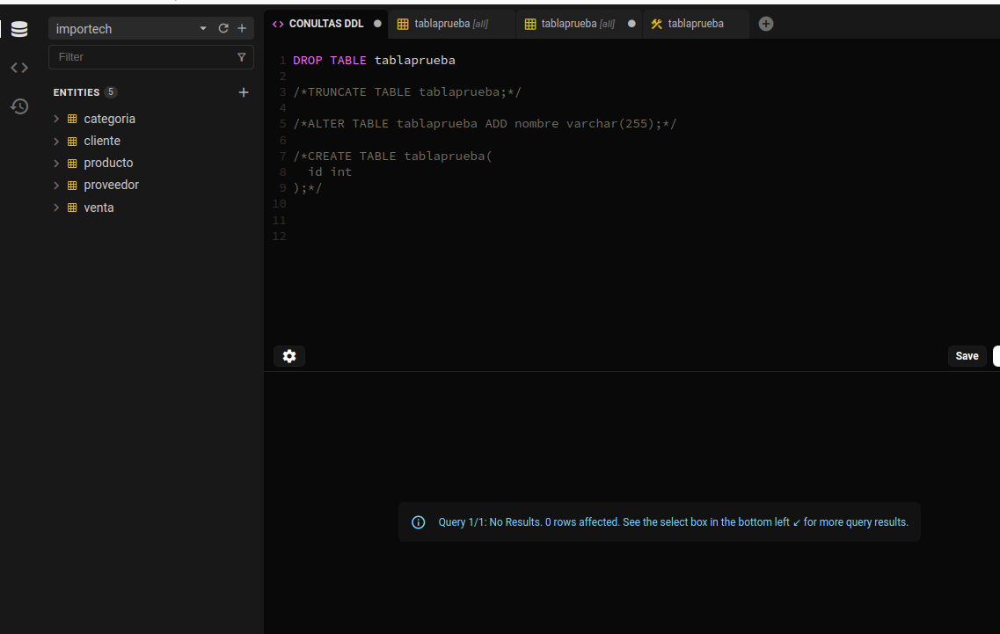 importech
Filter
ENTITIES 5
categoria
cliente
producto
proveedor
venta
CONULTAS DDL
tablaprueba [all]
tablaprueba [all]
tablaprueba
1 DROP TABLE tablaprueba
2
3 /*TRUNCATE TABLE tablaprueba;*/
4
5 /*ALTER TABLE tablaprueba ADD nombre varchar(255);*/
6
7 /*CREATE TABLE tablaprueba(
8 id int
9 );*/
10
11
12
Save
Query 1/1: No Results. 0 rows affected. See the select box in the bottom left ↙ for more query results.